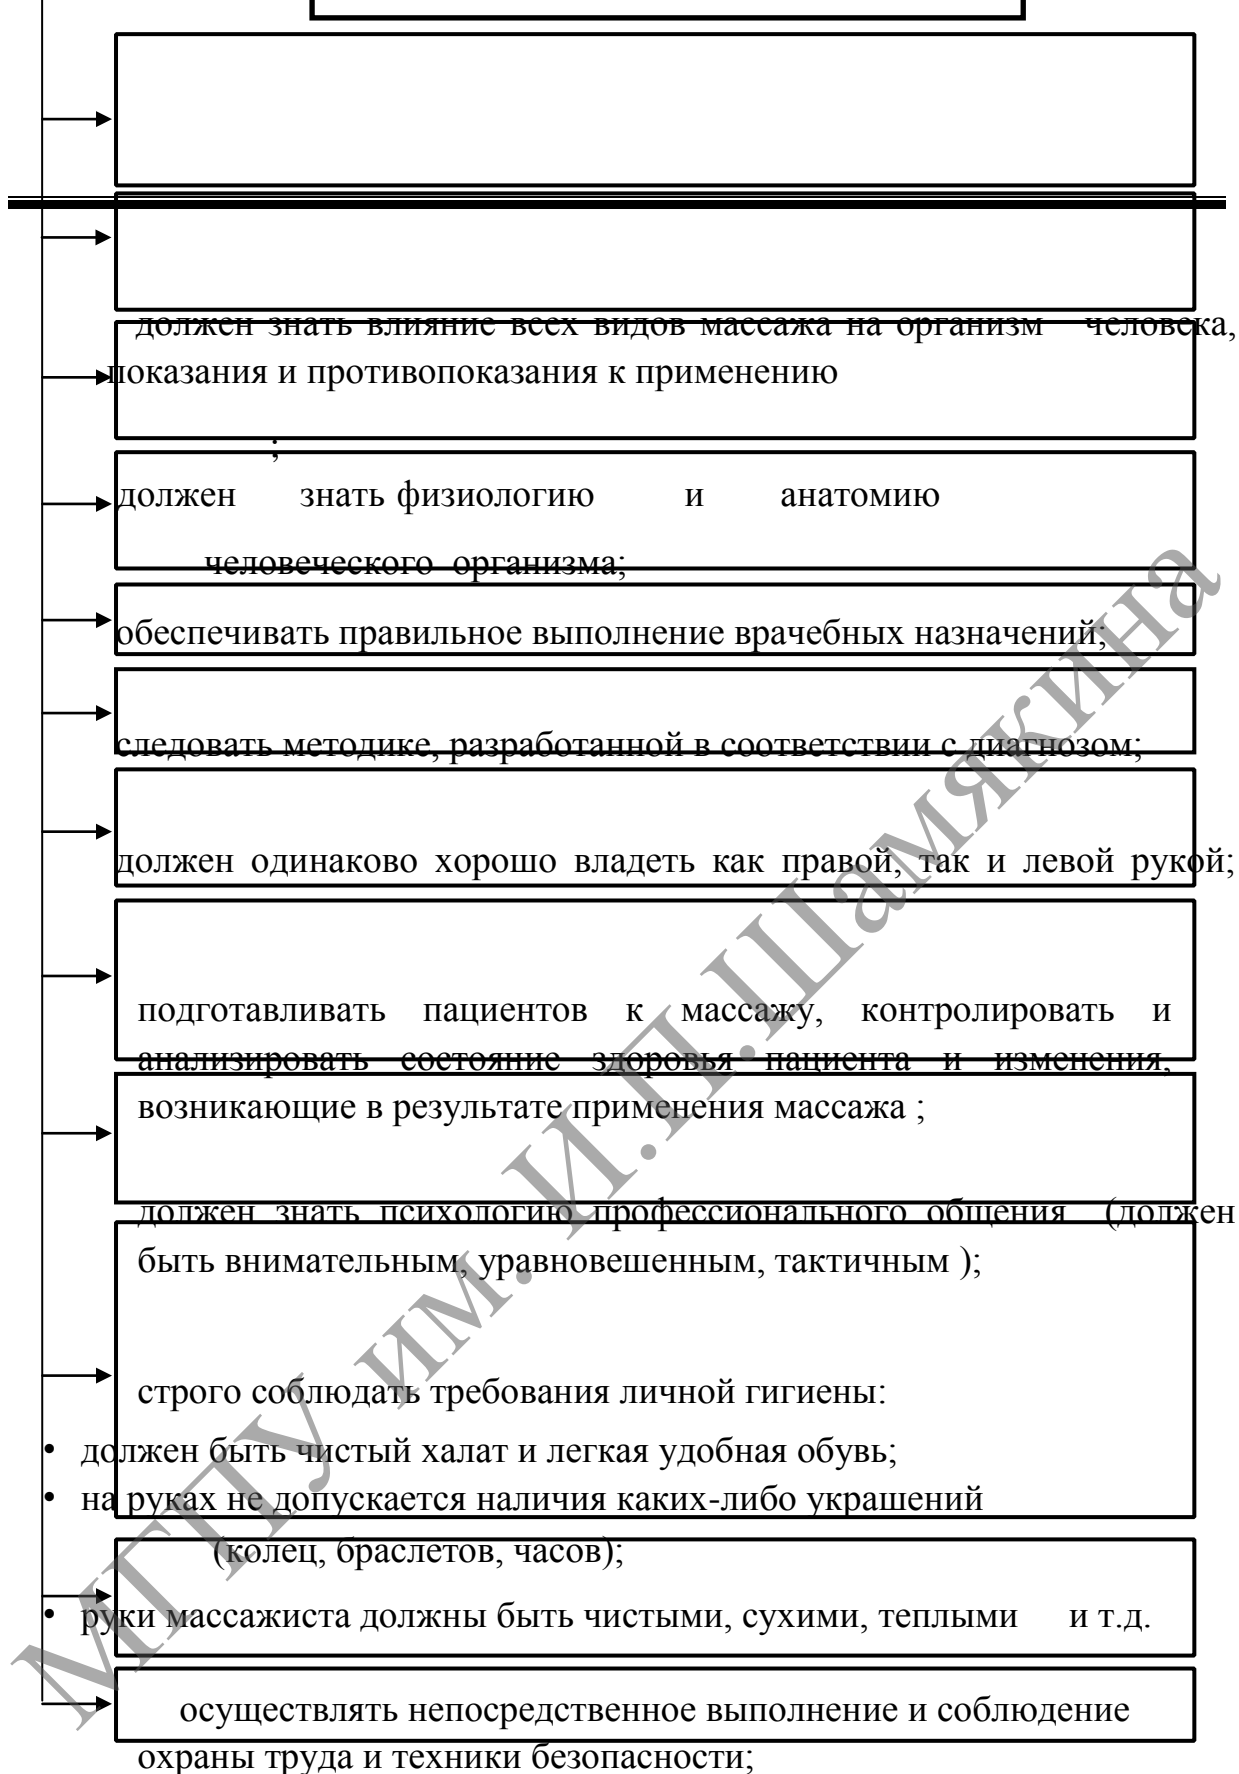 должен знать влияние всех видов массажа на организм человека,
показания и противопоказания к применению
;
должен знать физиологию и анатомию
человеческого организма;
обеспечивать правильное выполнение врачебных назначений;
следовать методике, разработанной в соответствии с диагнозом;
должен одинаково хорошо владеть как правой, так и левой рукой;
подготавливать пациентов к массажу, контролировать и
анализировать состояние здоровья пациента и изменения,
возникающие в результате применения массажа ;
должен знать психологию профессионального общения (должен
быть внимательным, уравновешенным, тактичным );
строго соблюдать требования личной гигиены:
• должен быть чистый халат и легкая удобная обувь;
• на руках не допускается наличия каких-либо украшений
(колец, браслетов, часов);
• руки массажиста должны быть чистыми, сухими, теплыми и т.д.
осуществлять непосредственное выполнение и соблюдение
охраны труда и техники безопасности;
МГПУ им. И.П.Шамякина